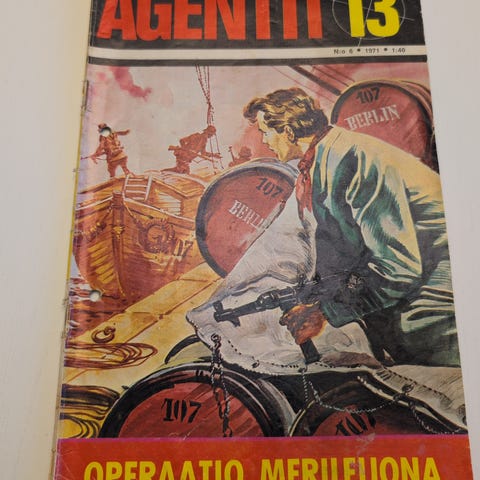 AGENTTI 13
N:o 6 • 1971 • 1:40
107
BERLIN
107
BERLIN
107
107
OPERAATIO MERILEIJONA